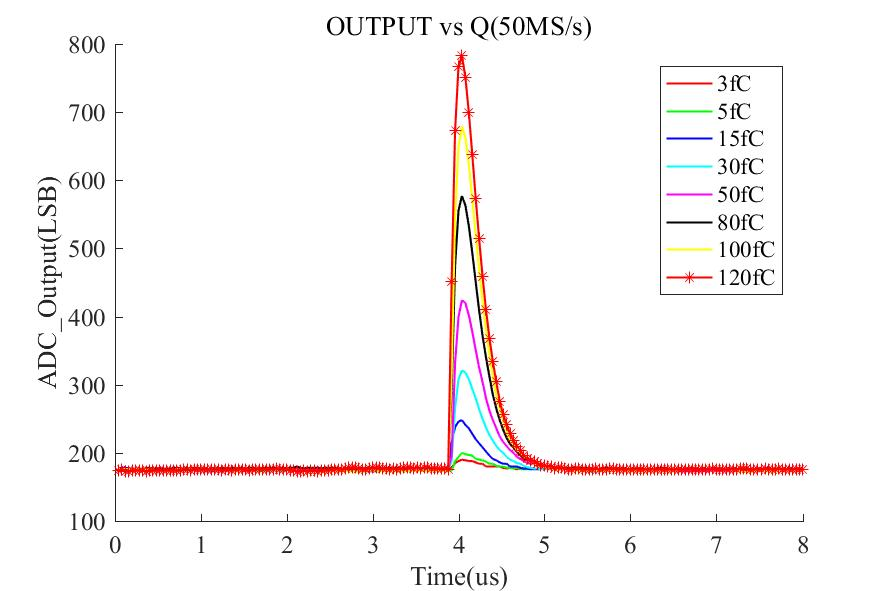 OUTPUT vs Q(50MS/s)
800
700
600
500
400
300
200
100
ADC_Output(LSB)
3fC
5fC
15fC
30fC
50fC
80fC
100fC
120fC
0 1 2 3 4 5 6 7 8
Time(us)